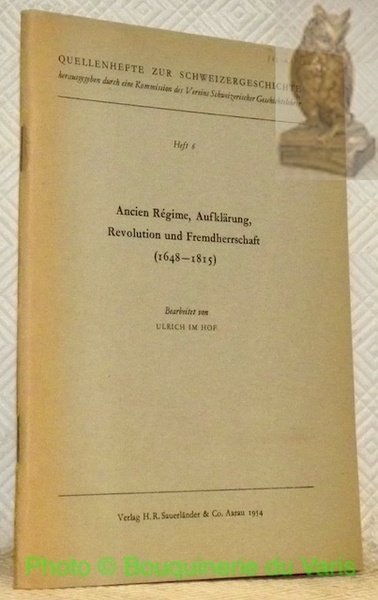 QUELLENHEFTE ZUR SCHWEIZERGESCHICHTE
herausgegeben durch eine Kommission des Vereins Schweizerischer Geschichtslehrer
Heft 6
Ancien Régime, Aufklärung,
Revolution und Fremdherrschaft
(1648–1815)
Bearbeitet von
ULRICH IM HOF
Verlag H. R. Sauerländer & Co. Aarau 1954
Photo © Bouquinerie du Varis